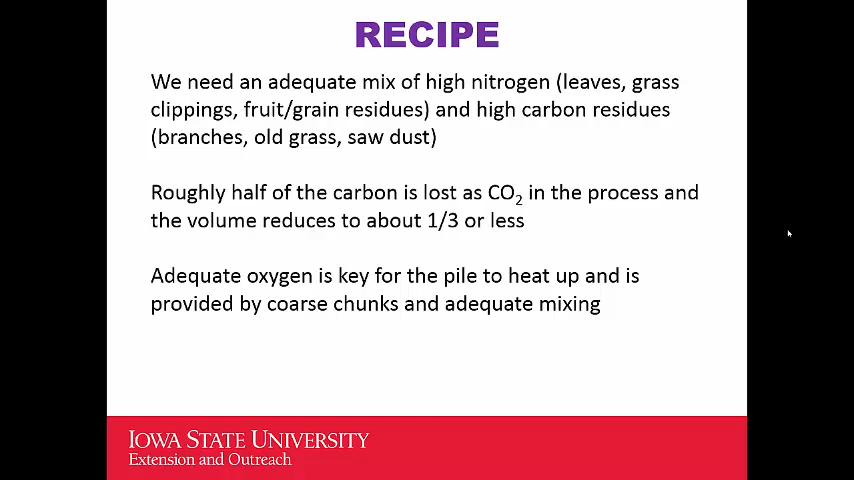 RECIPE
We need an adequate mix of high nitrogen (leaves, grass
clippings, fruit/grain residues) and high carbon residues
(branches, old grass, saw dust)
Roughly half of the carbon is lost as CO₂ in the process and
the volume reduces to about 1/3 or less
Adequate oxygen is key for the pile to heat up and is
provided by coarse chunks and adequate mixing
IOWA STATE UNIVERSITY
Extension and Outreach